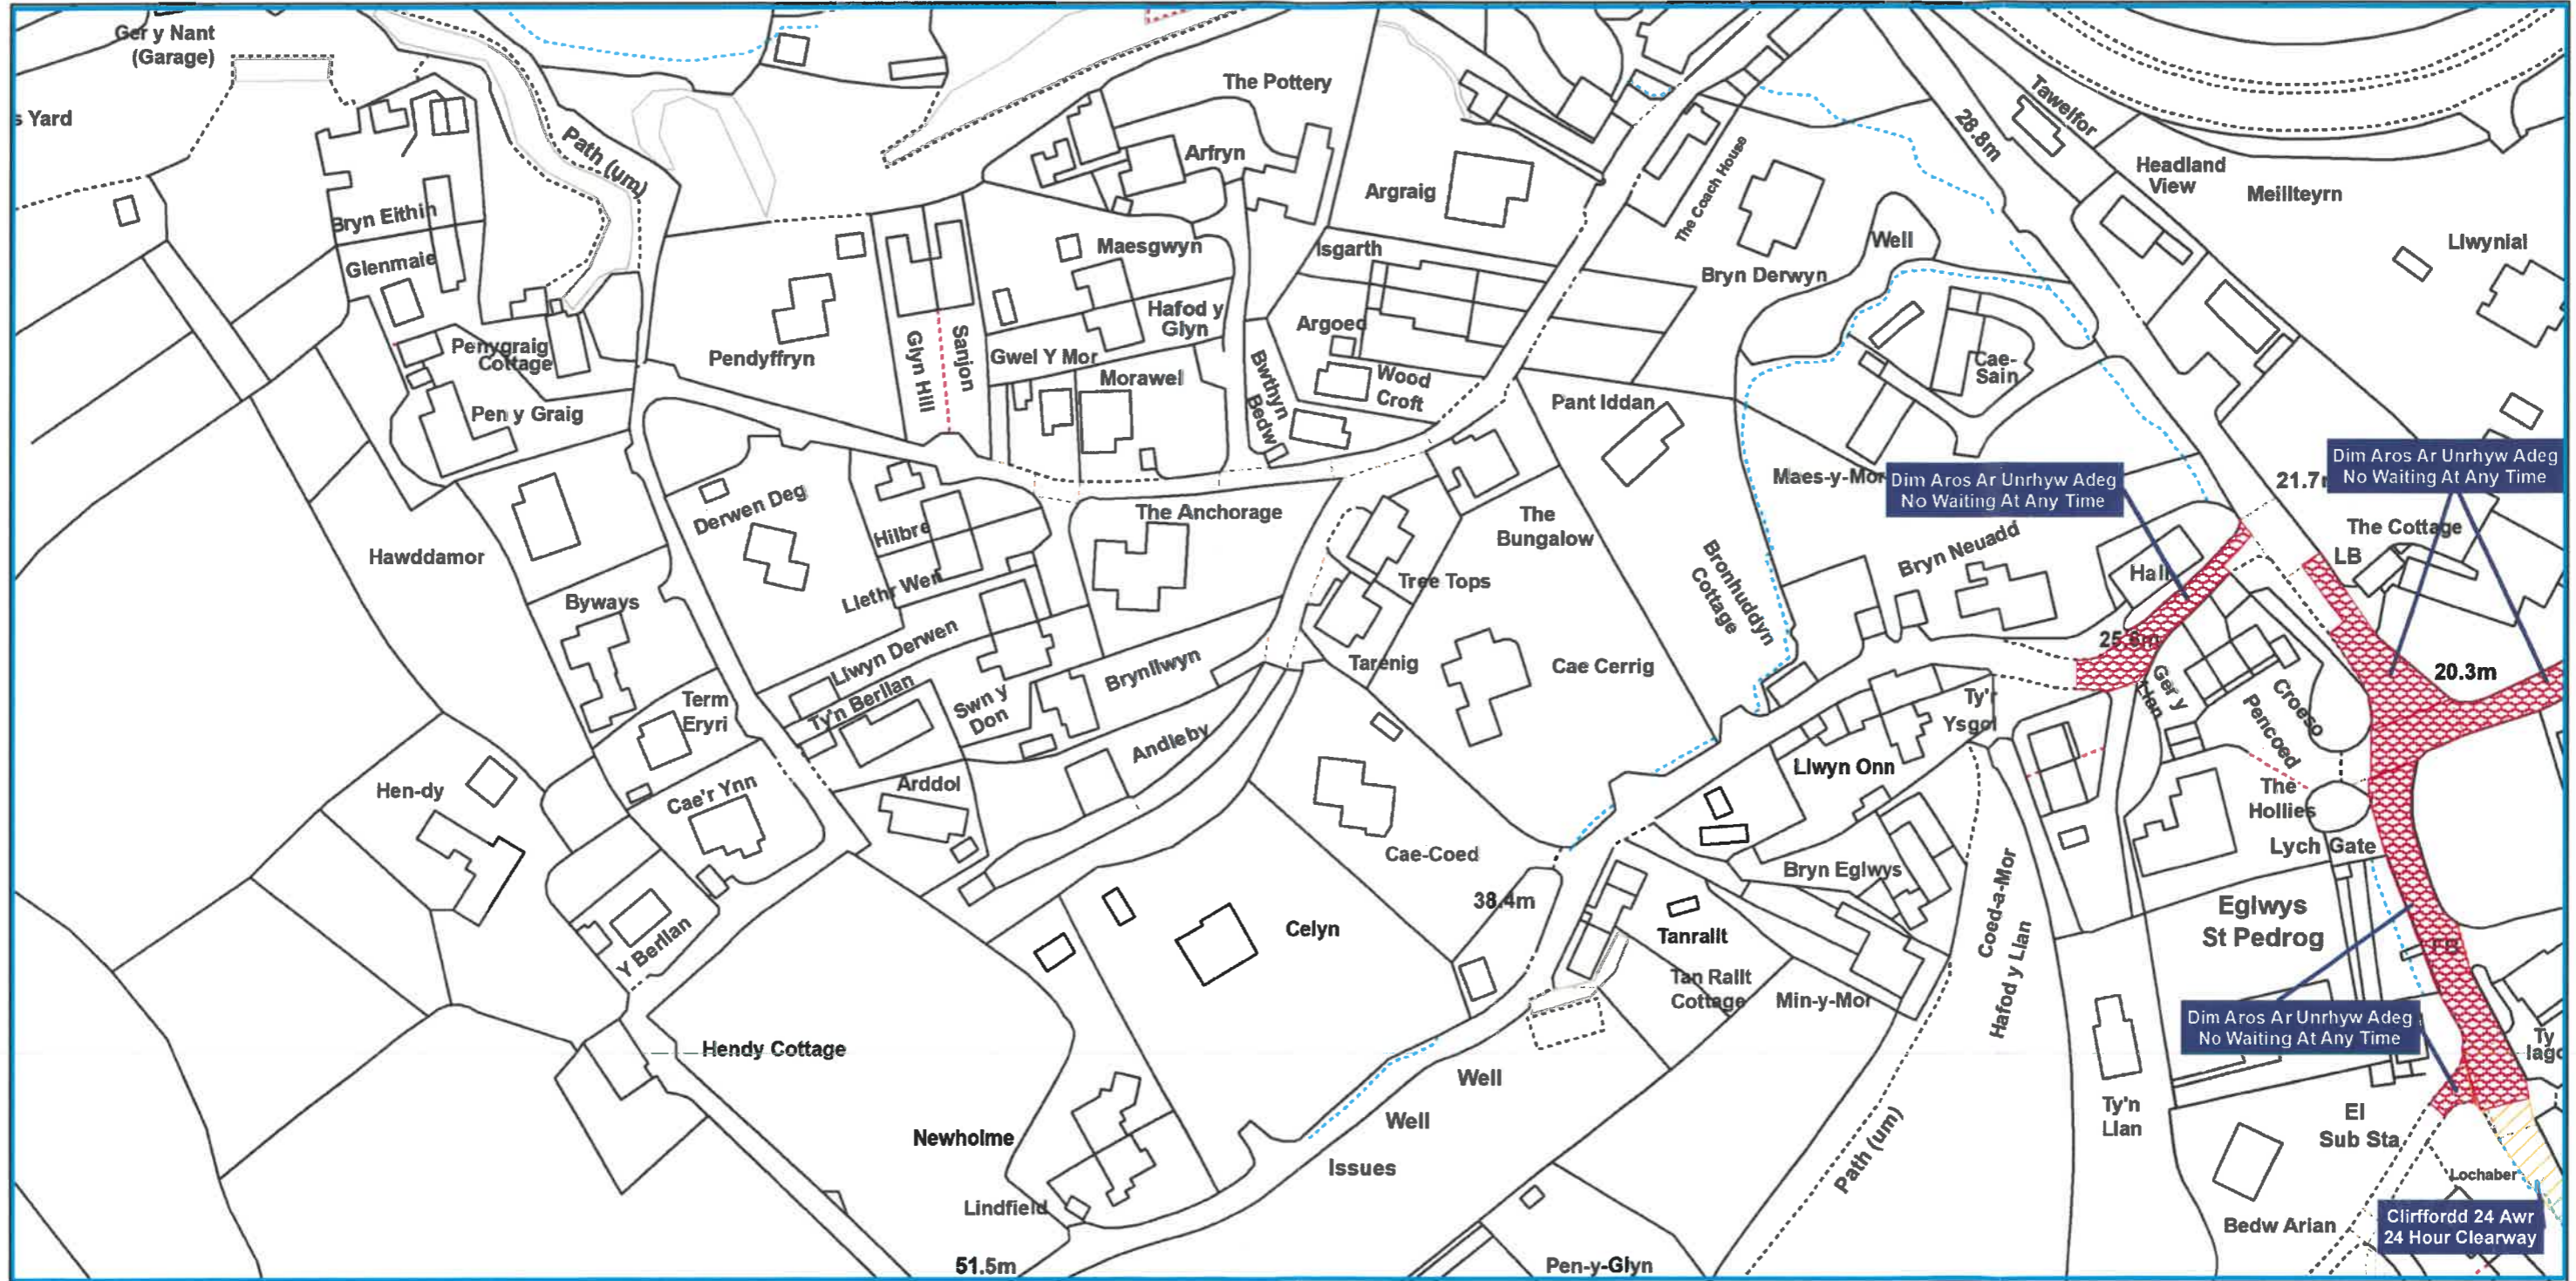 Ger y Nant
(Garage)
s Yard
Path (um)
Bryn Eithin
Glenmaie
Penygraig
Cottage
Pen y Graig
Hawddamor
Byways
Term
Eryri
Cae'r Ynn
Hen-dy
Y Berllan
Hendy Cottage
The Pottery
Arfryn
Maesgwyn
Hafod y
Glyn
Pendyffryn
Glyn Hill
Sanjon
Gwel Y Mor
Morawel
Bwthyn
Bedw
Argraig
Isgarth
Argoed
Wood
Croft
The Coach House
Bryn Derwyn
Well
Cae-
Sain
Pant Iddan
Maes-y-Mor
28.8m
Tawelfor
Headland
View
Meillteyrn
Llwynial
Derwen Deg
Hilbre
Llethr Wen
The Anchorage
Llwyn Derwen
Ty'n Berllan
Swn y
Don
Brynllwyn
Andleby
Arddol
The
Bungalow
Tree Tops
Tarenig
Cae Cerrig
Cae-Coed
Celyn
Bronhuddyn
Cottage
Dim Aros Ar Unrhyw Adeg
No Waiting At Any Time
21.7m
Dim Aros Ar Unrhyw Adeg
No Waiting At Any Time
The Cottage
LB
Bryn Neuadd
Hall
20.3m
Ger y
Llan
Croeso
Pencoed
The
Hollies
Lych Gate
Ty'r
Ysgol
Llwyn Onn
Bryn Eglwys
38.4m
Tanrallt
Tan Rallt
Cottage
Min-y-Mor
Coed-a-Mor
Hafod y Llan
Eglwys
St Pedrog
Dim Aros Ar Unrhyw Adeg
No Waiting At Any Time
Ty
Iago
Ty'n
Llan
El
Sub Sta
Lochaber
Bedw Arian
Clirffordd 24 Awr
24 Hour Clearway
Well
Well
Issues
Path (um)
Newholme
Lindfield
51.5m
Pen-y-Glyn